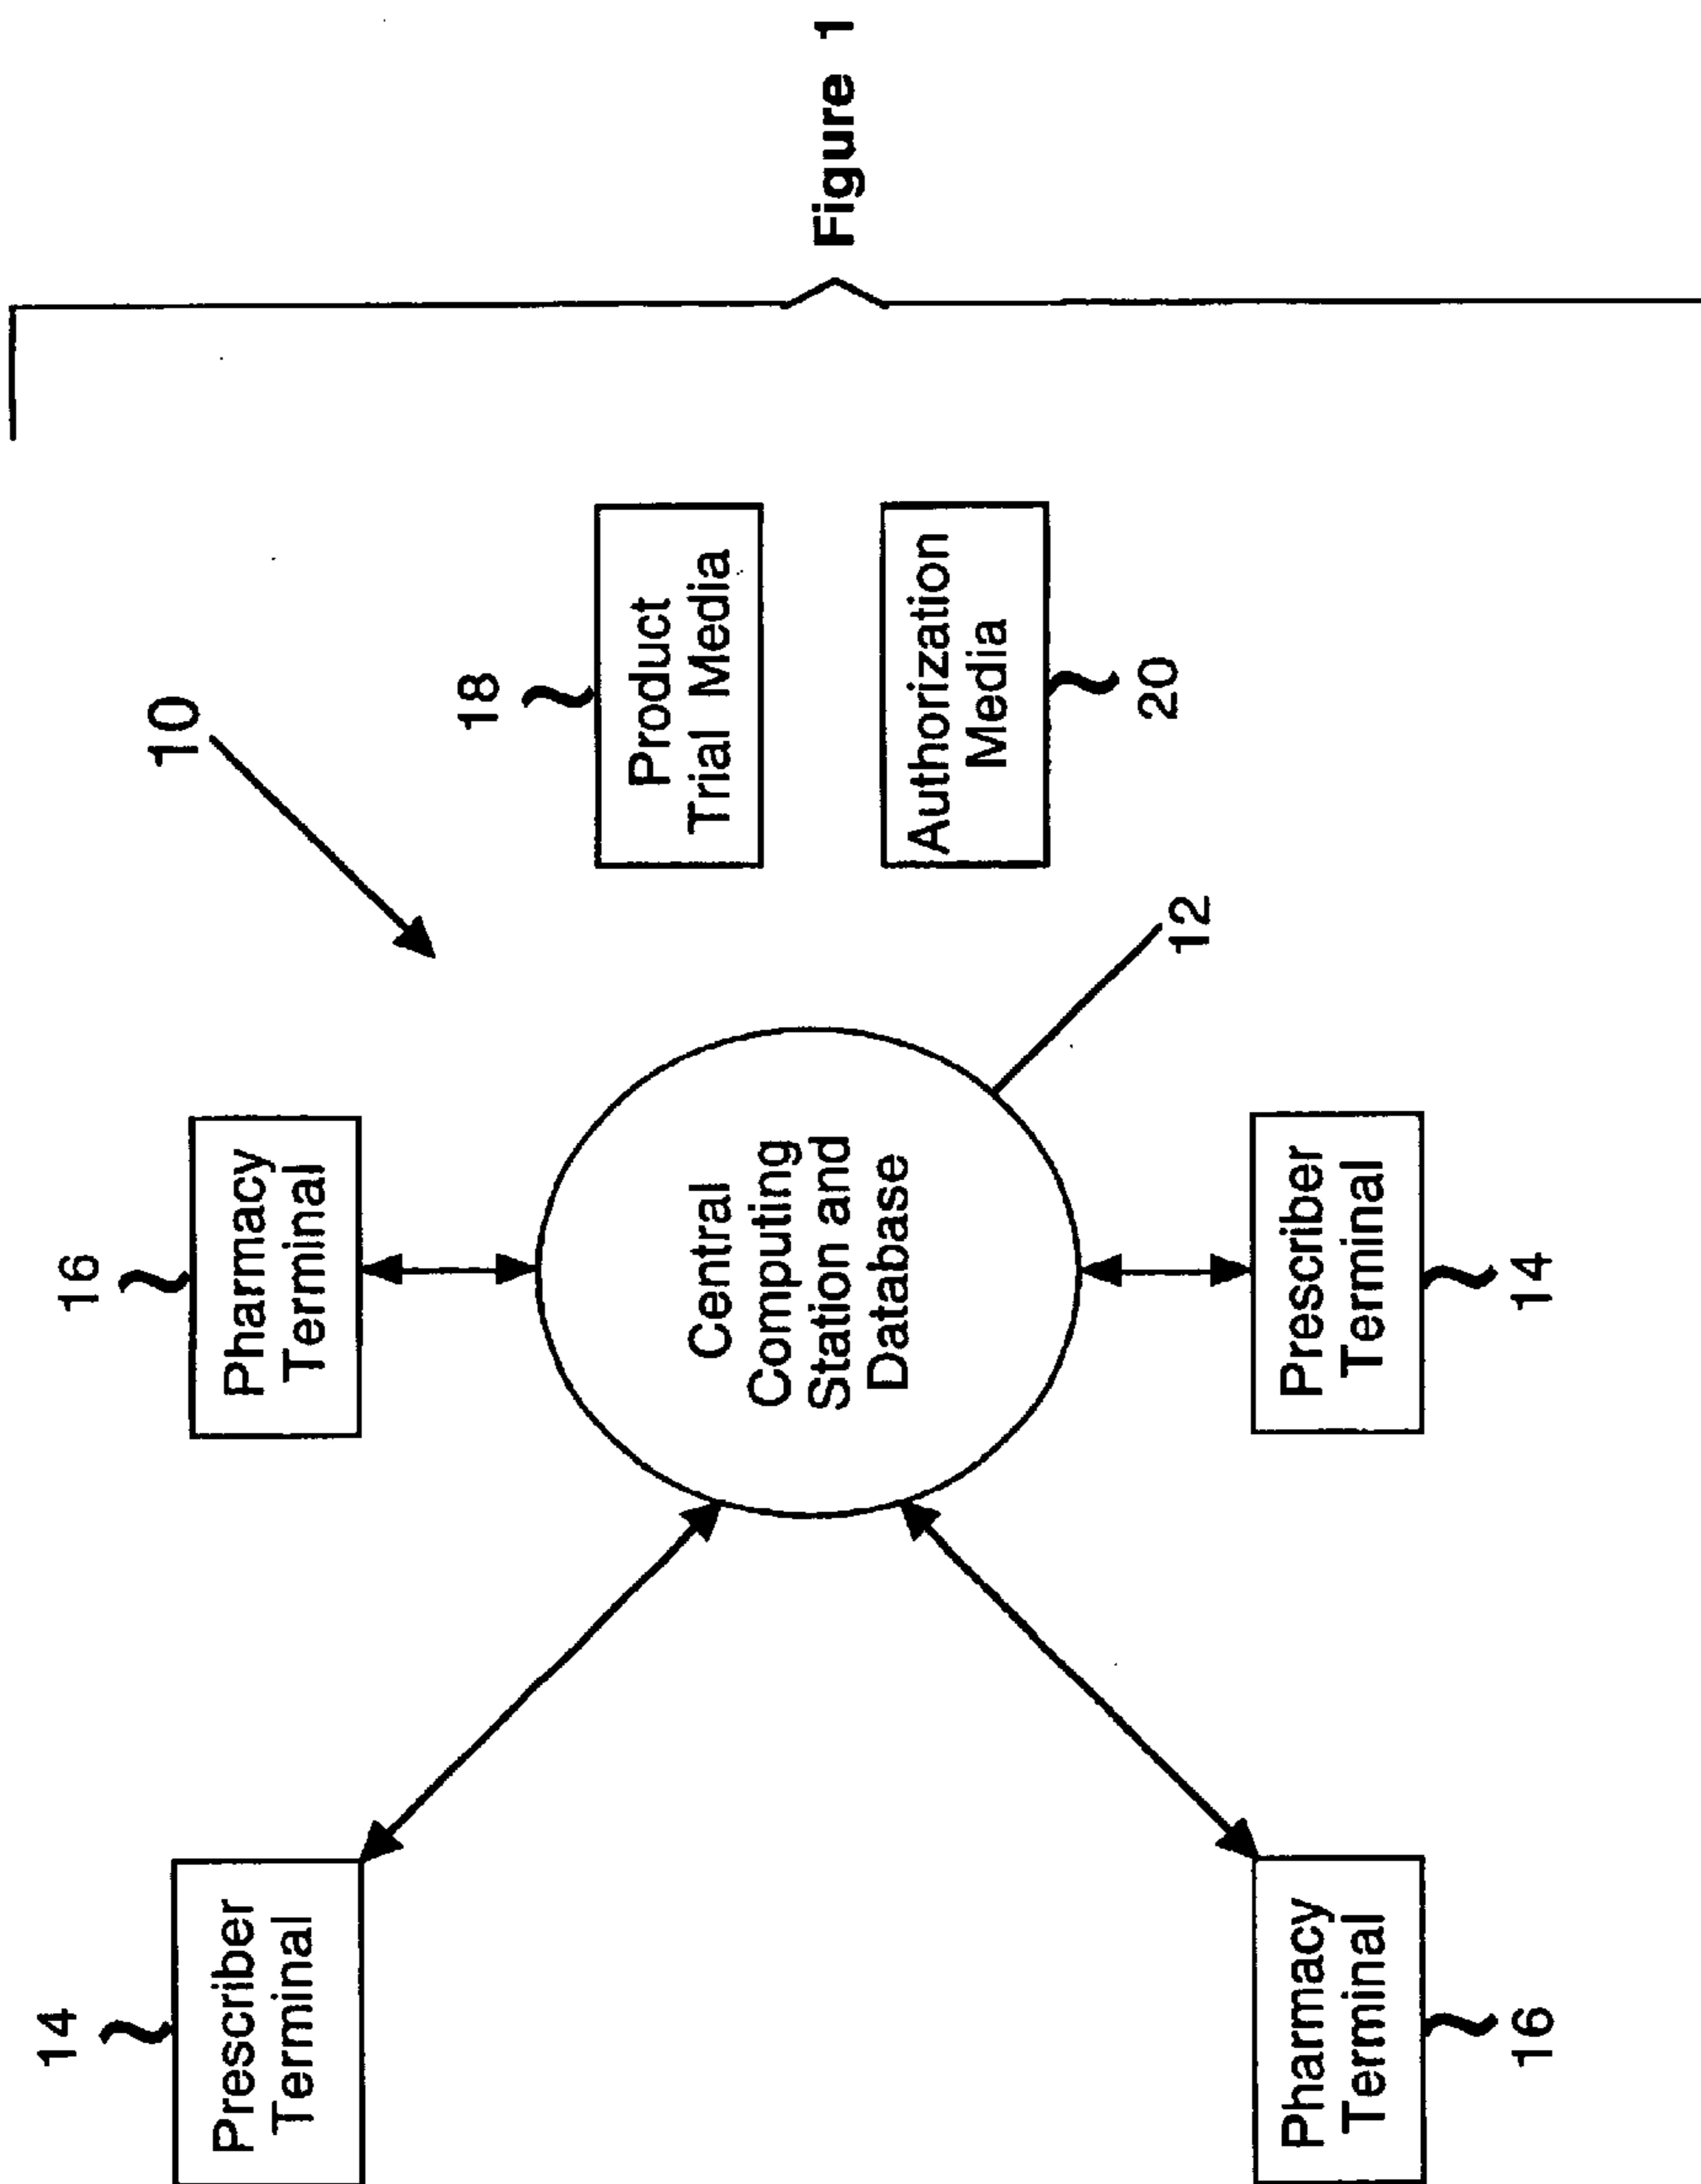 14
Prescriber
Terminal
16
Pharmacy
Terminal
10
18
Product
Trial Media
Central
Computing
Station and
Database
Figure 1
Authorization
Media
20
12
Pharmacy
Terminal
16
Prescriber
Terminal
14